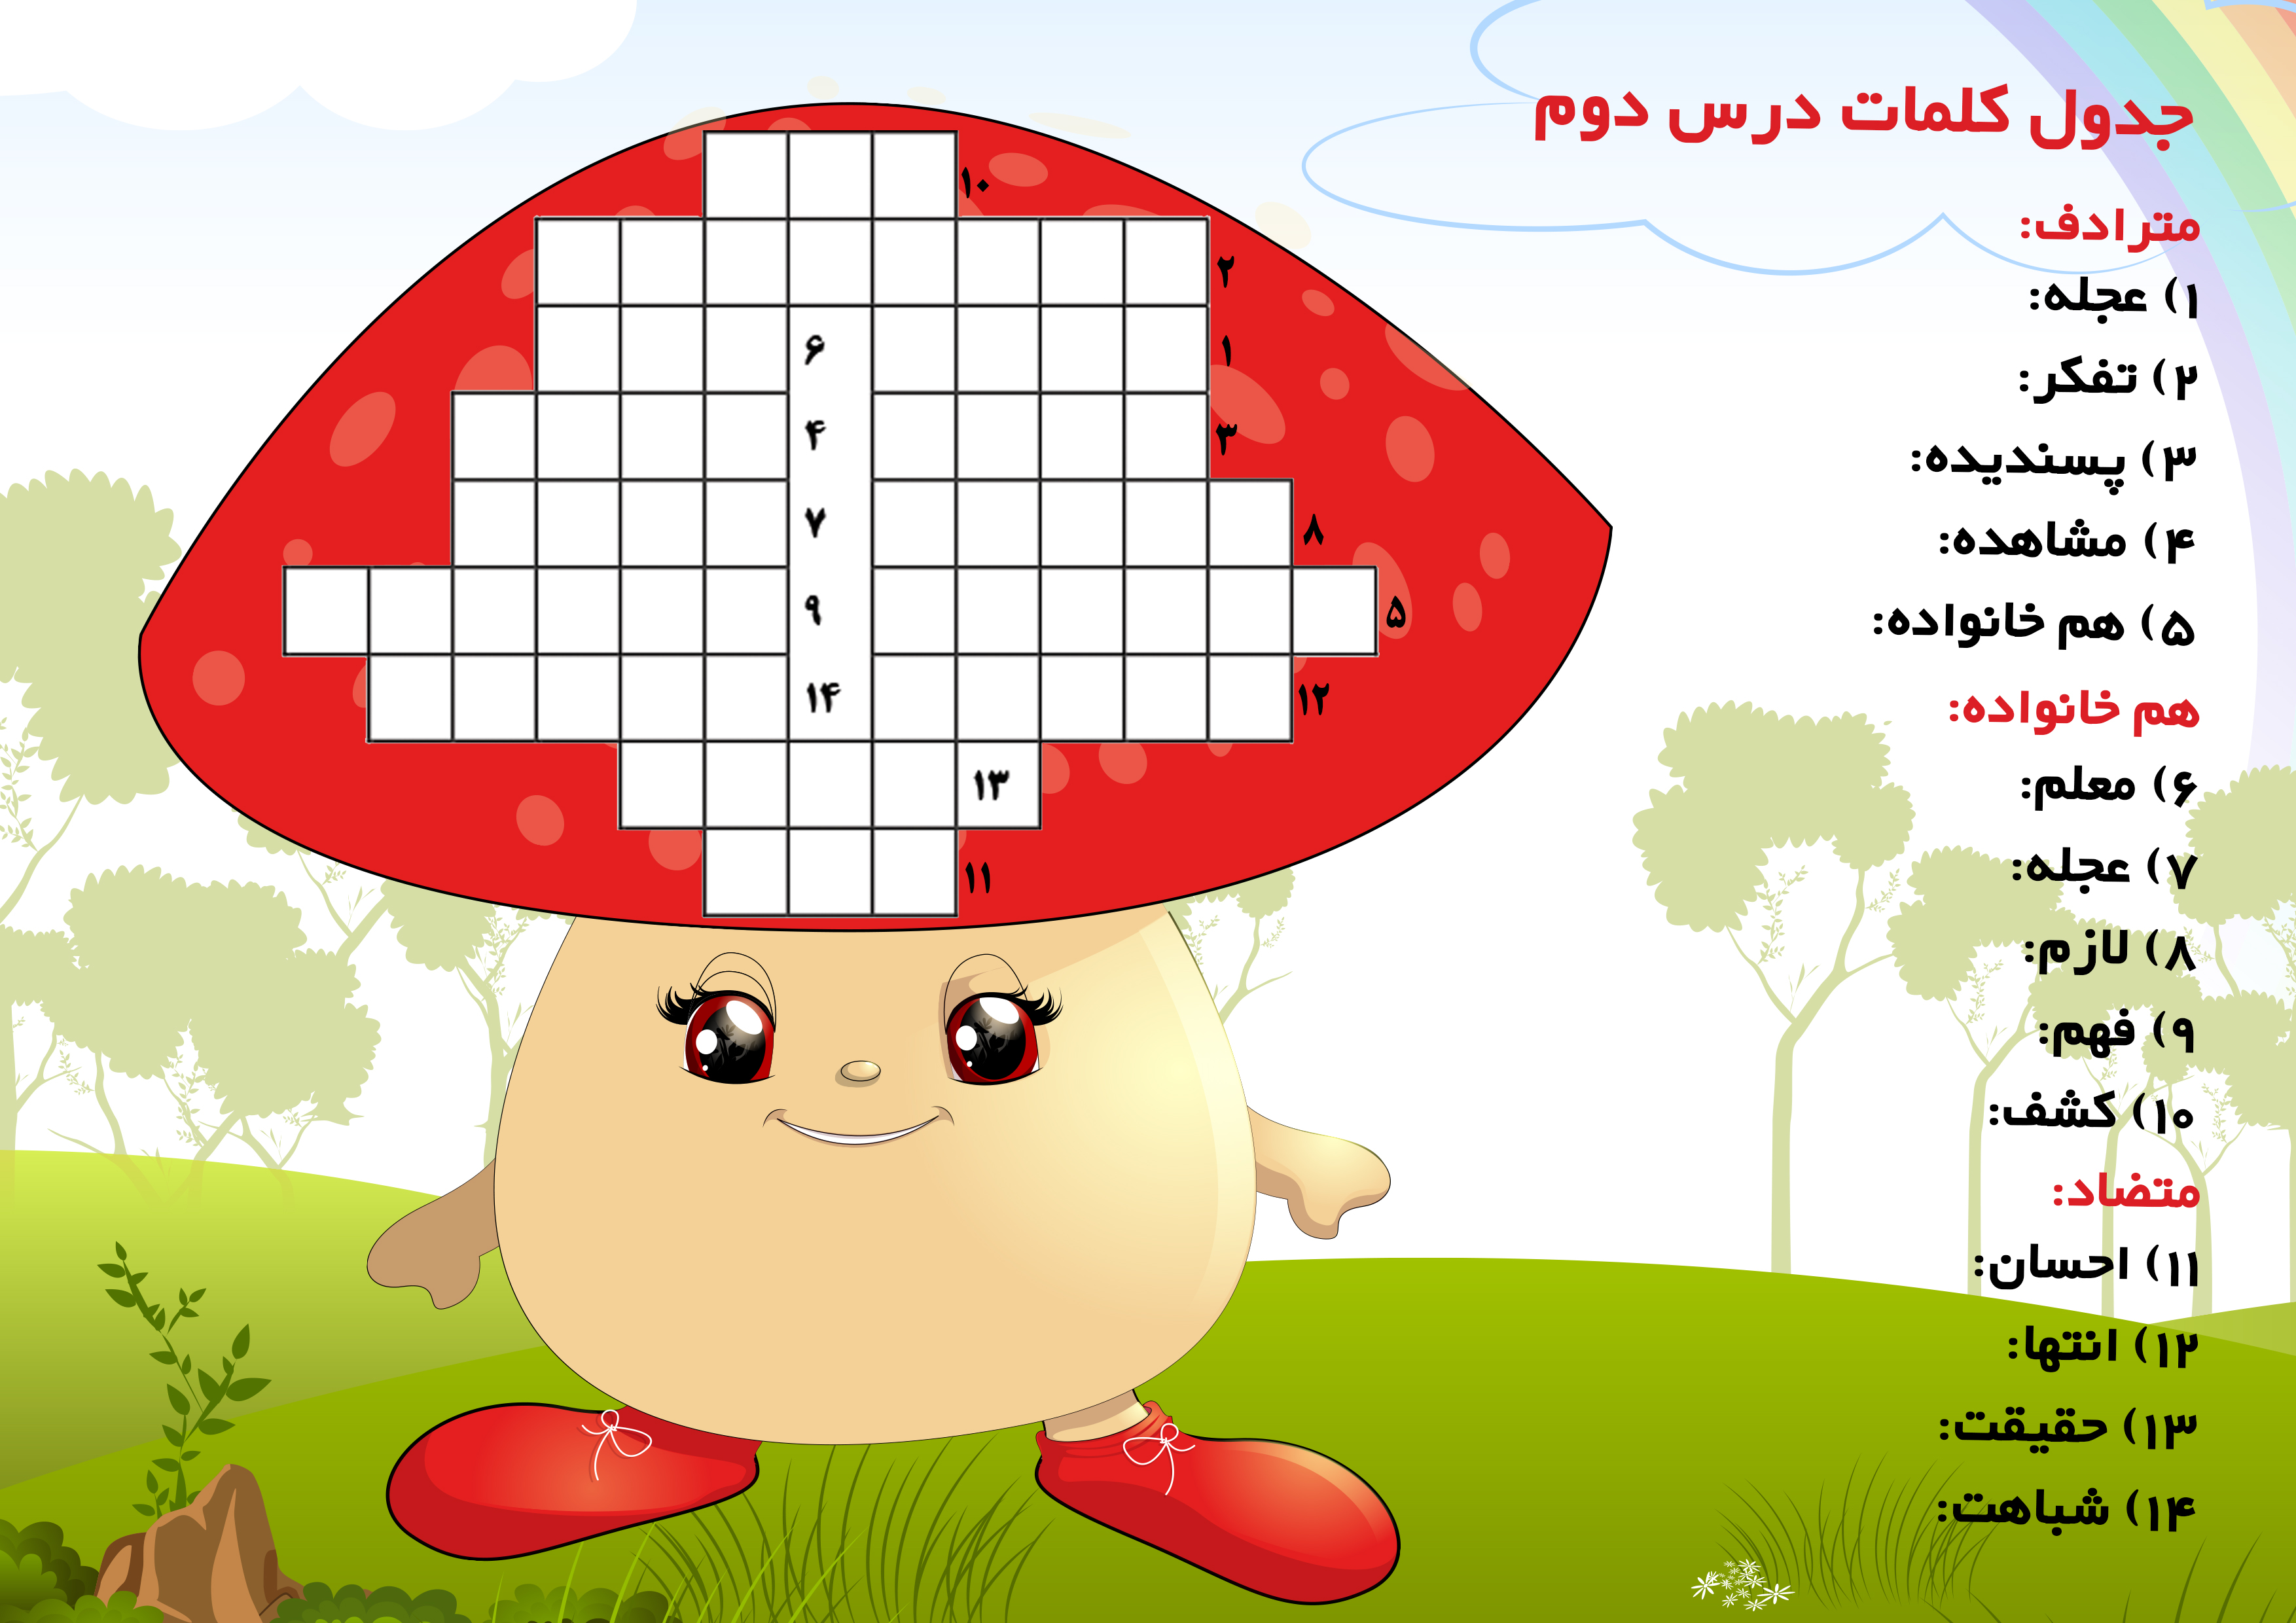 جدول کلمات درس دوم
مترادف:
۱) عجله:
۲) تفکر:
۳) پسندیده:
۴) مشاهده:
۵) هم خانواده:
هم خانواده:
۶) معلم:
۷) عجله:
۸) لازم:
۹) فهم:
۱۰) کشف:
متضاد:
۱۱) احسان:
۱۲) انتها:
۱۳) حقیقت:
۱۴) شباهت:
۱۰
۲
۱
۶
۳
۴
۸
۷
۵
۹
۱۲
۱۴
۱۳
۱۱